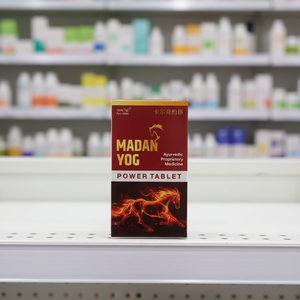 MADAN
YOG
Ayurvedic
Proprietary
Medicine
POWER TABLET